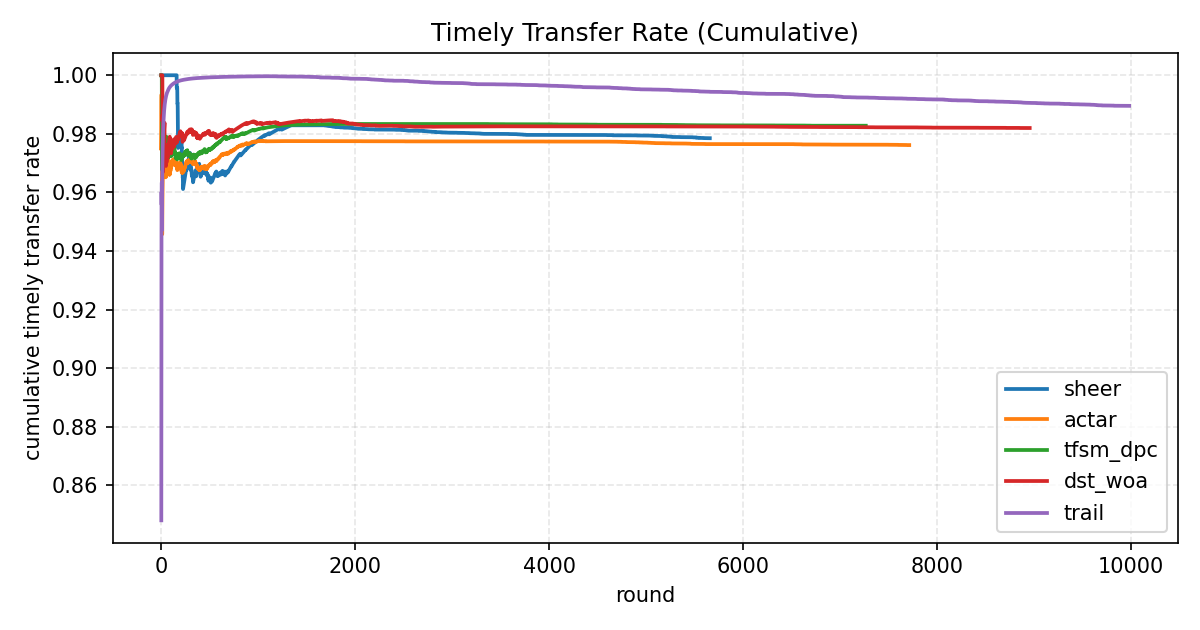 Timely Transfer Rate (Cumulative)
cumulative timely transfer rate
1.00
0.98
0.96
0.94
0.92
0.90
0.88
0.86
sheer
actar
tfsm_dpc
dst_woa
trail
0 2000 4000 6000 8000 10000
round